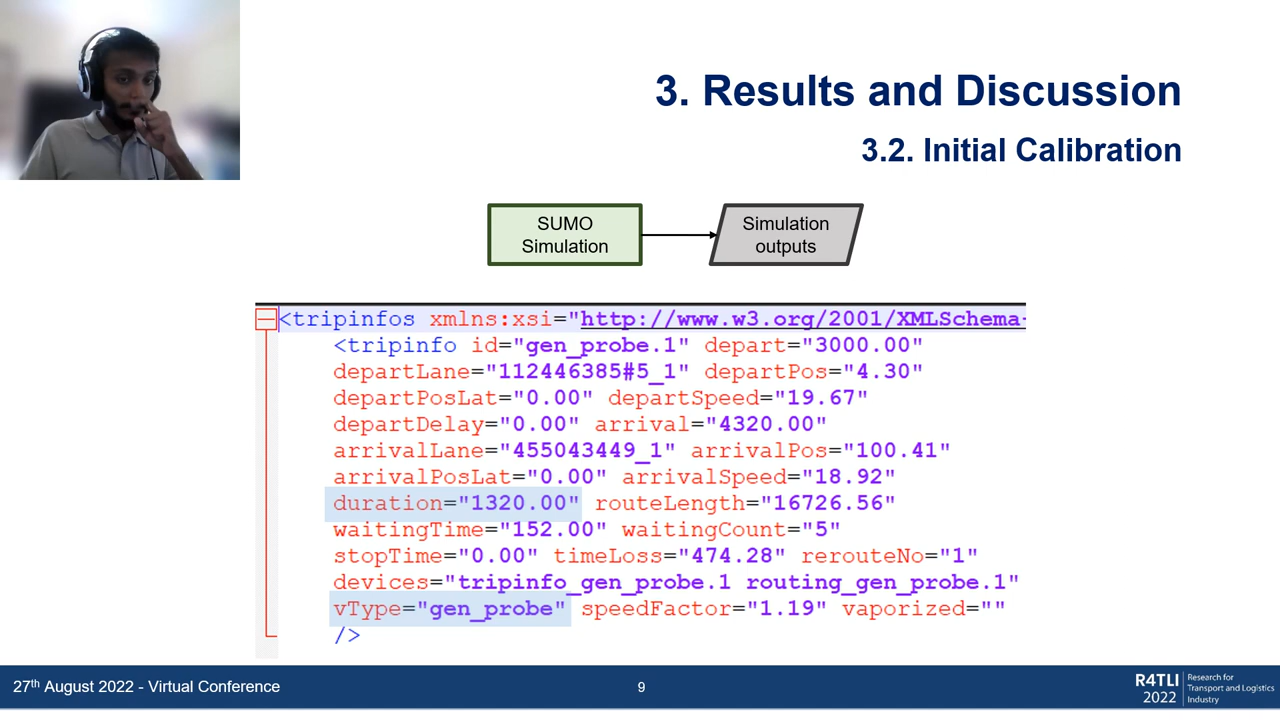 3. Results and Discussion
3.2. Initial Calibration
SUMO
Simulation
Simulation
outputs
<tripinfos xmlns:xsi="http://www.w3.org/2001/XMLSchema-
<tripinfo id="gen_probe.1" depart="3000.00"
departLane="112446385#5_1" departPos="4.30"
departPosLat="0.00" departSpeed="19.67"
departDelay="0.00" arrival="4320.00"
arrivalLane="455043449_1" arrivalPos="100.41"
arrivalPosLat="0.00" arrivalSpeed="18.92"
duration="1320.00" routeLength="16726.56"
waitingTime="152.00" waitingCount="5"
stopTime="0.00" timeLoss="474.28" rerouteNo="1"
devices="tripinfo_gen_probe.1 routing_gen_probe.1"
vType="gen_probe" speedFactor="1.19" vaporized=""
/>
27th August 2022 - Virtual Conference
9
R4TLI
2022
Research for
Transport and Logistics
Industry